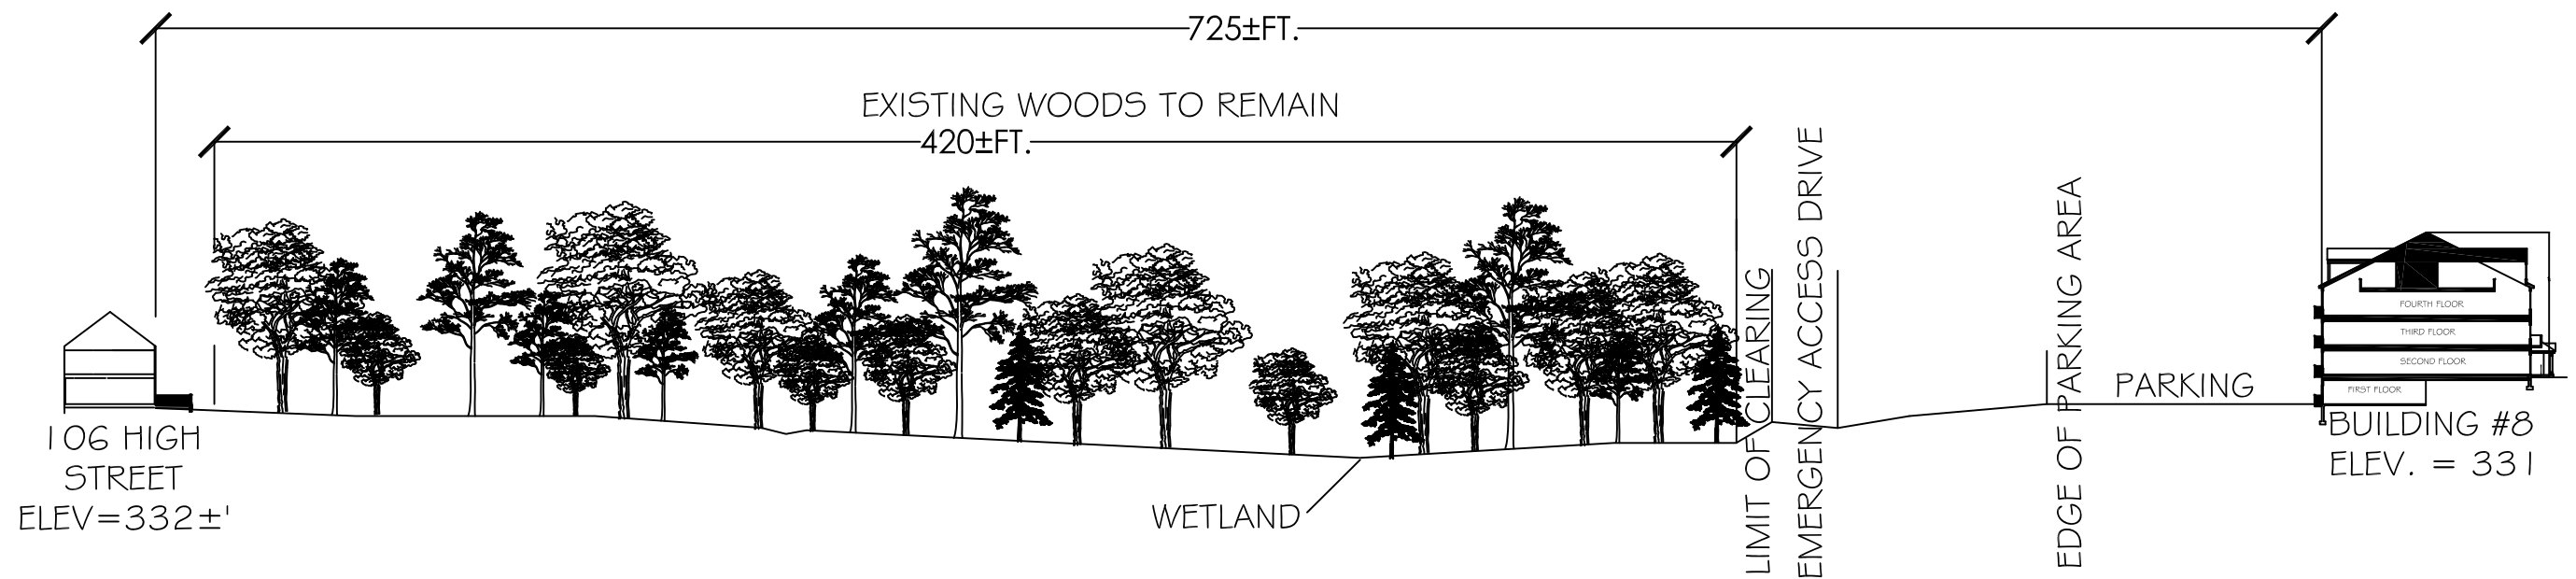 725±FT.
EXISTING WOODS TO REMAIN
420±FT.
106 HIGH
STREET
ELEV=332±'
WETLAND
LIMIT OF CLEARING
EMERGENCY ACCESS DRIVE
EDGE OF PARKING AREA
PARKING
FOURTH FLOOR
THIRD FLOOR
SECOND FLOOR
FIRST FLOOR
BUILDING #8
ELEV. = 331